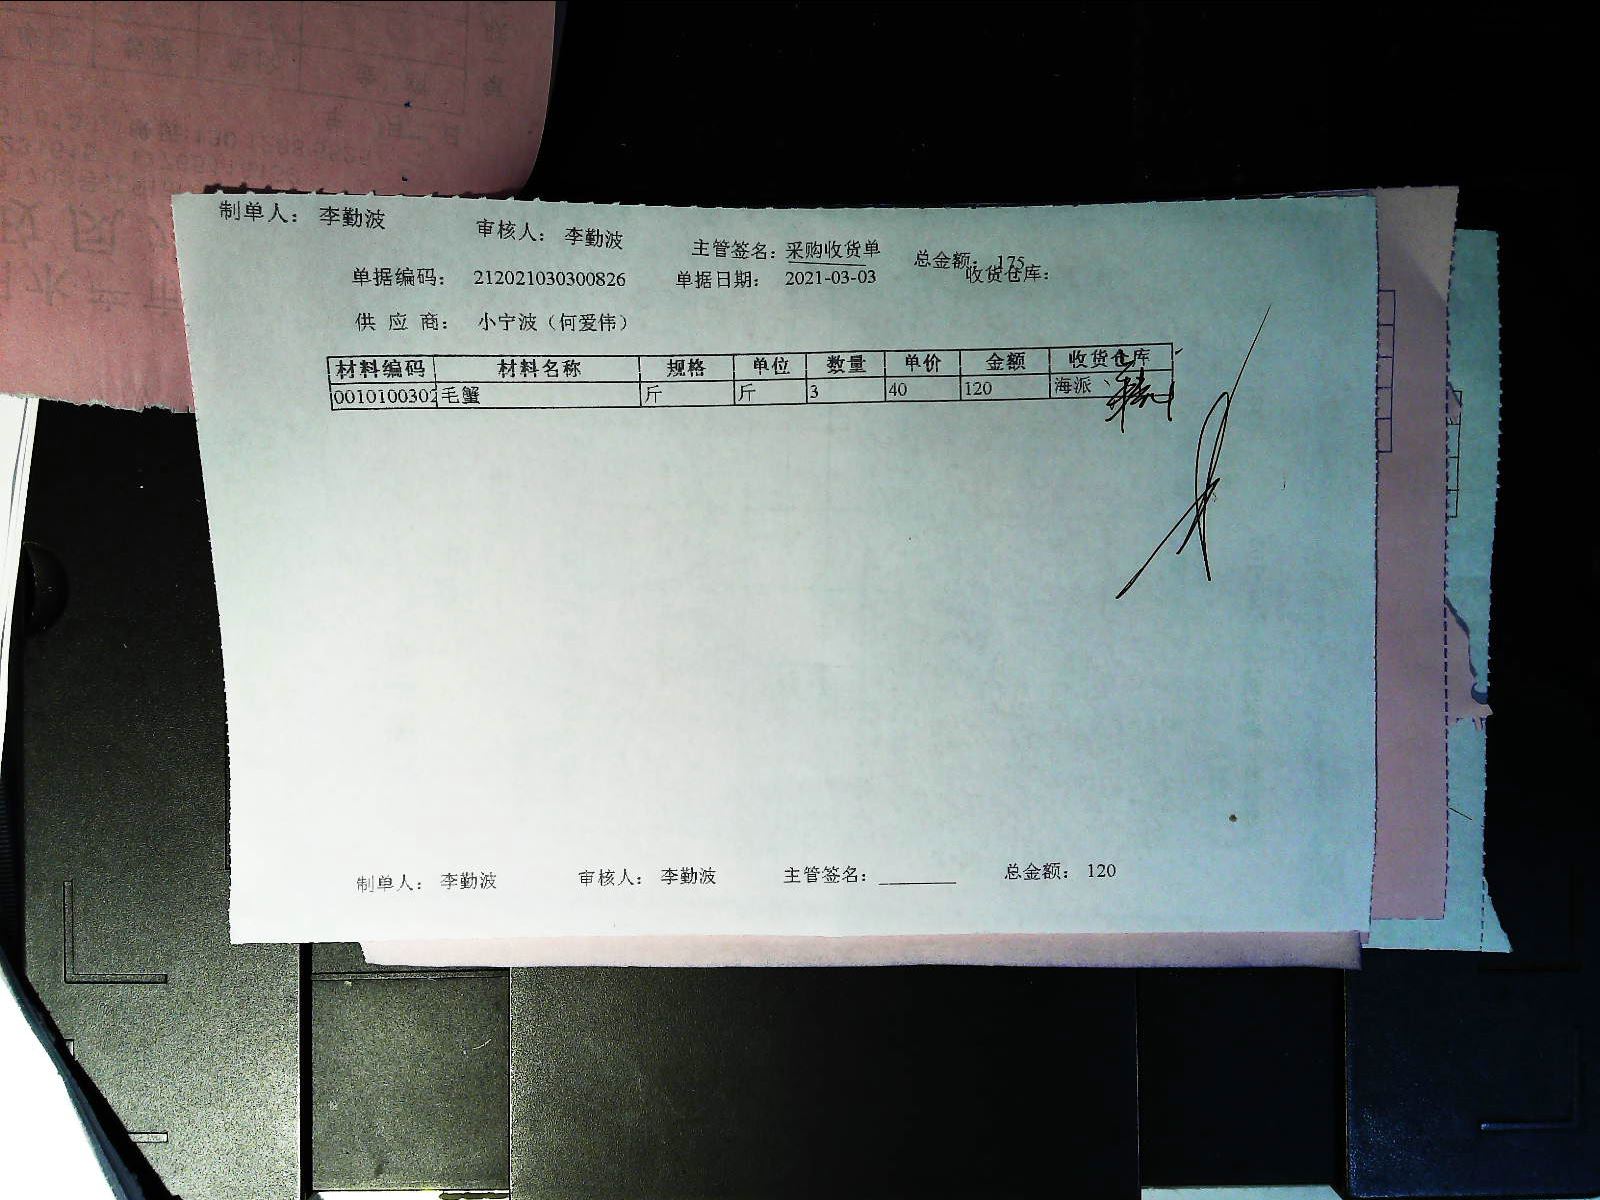 制单人： 李勤波 审核人： 李勤波 主管签名： 采购收货单 总金额： 175
单据编码： 212021030300826 单据日期： 2021-03-03 收货仓库：
供 应 商： 小宁波（何爱伟）
材料编码 材料名称 规格 单位 数量 单价 金额 收货仓库
0010100302 毛蟹 斤 斤 3 40 120 海派
制单人： 李勤波 审核人： 李勤波 主管签名： 总金额： 120